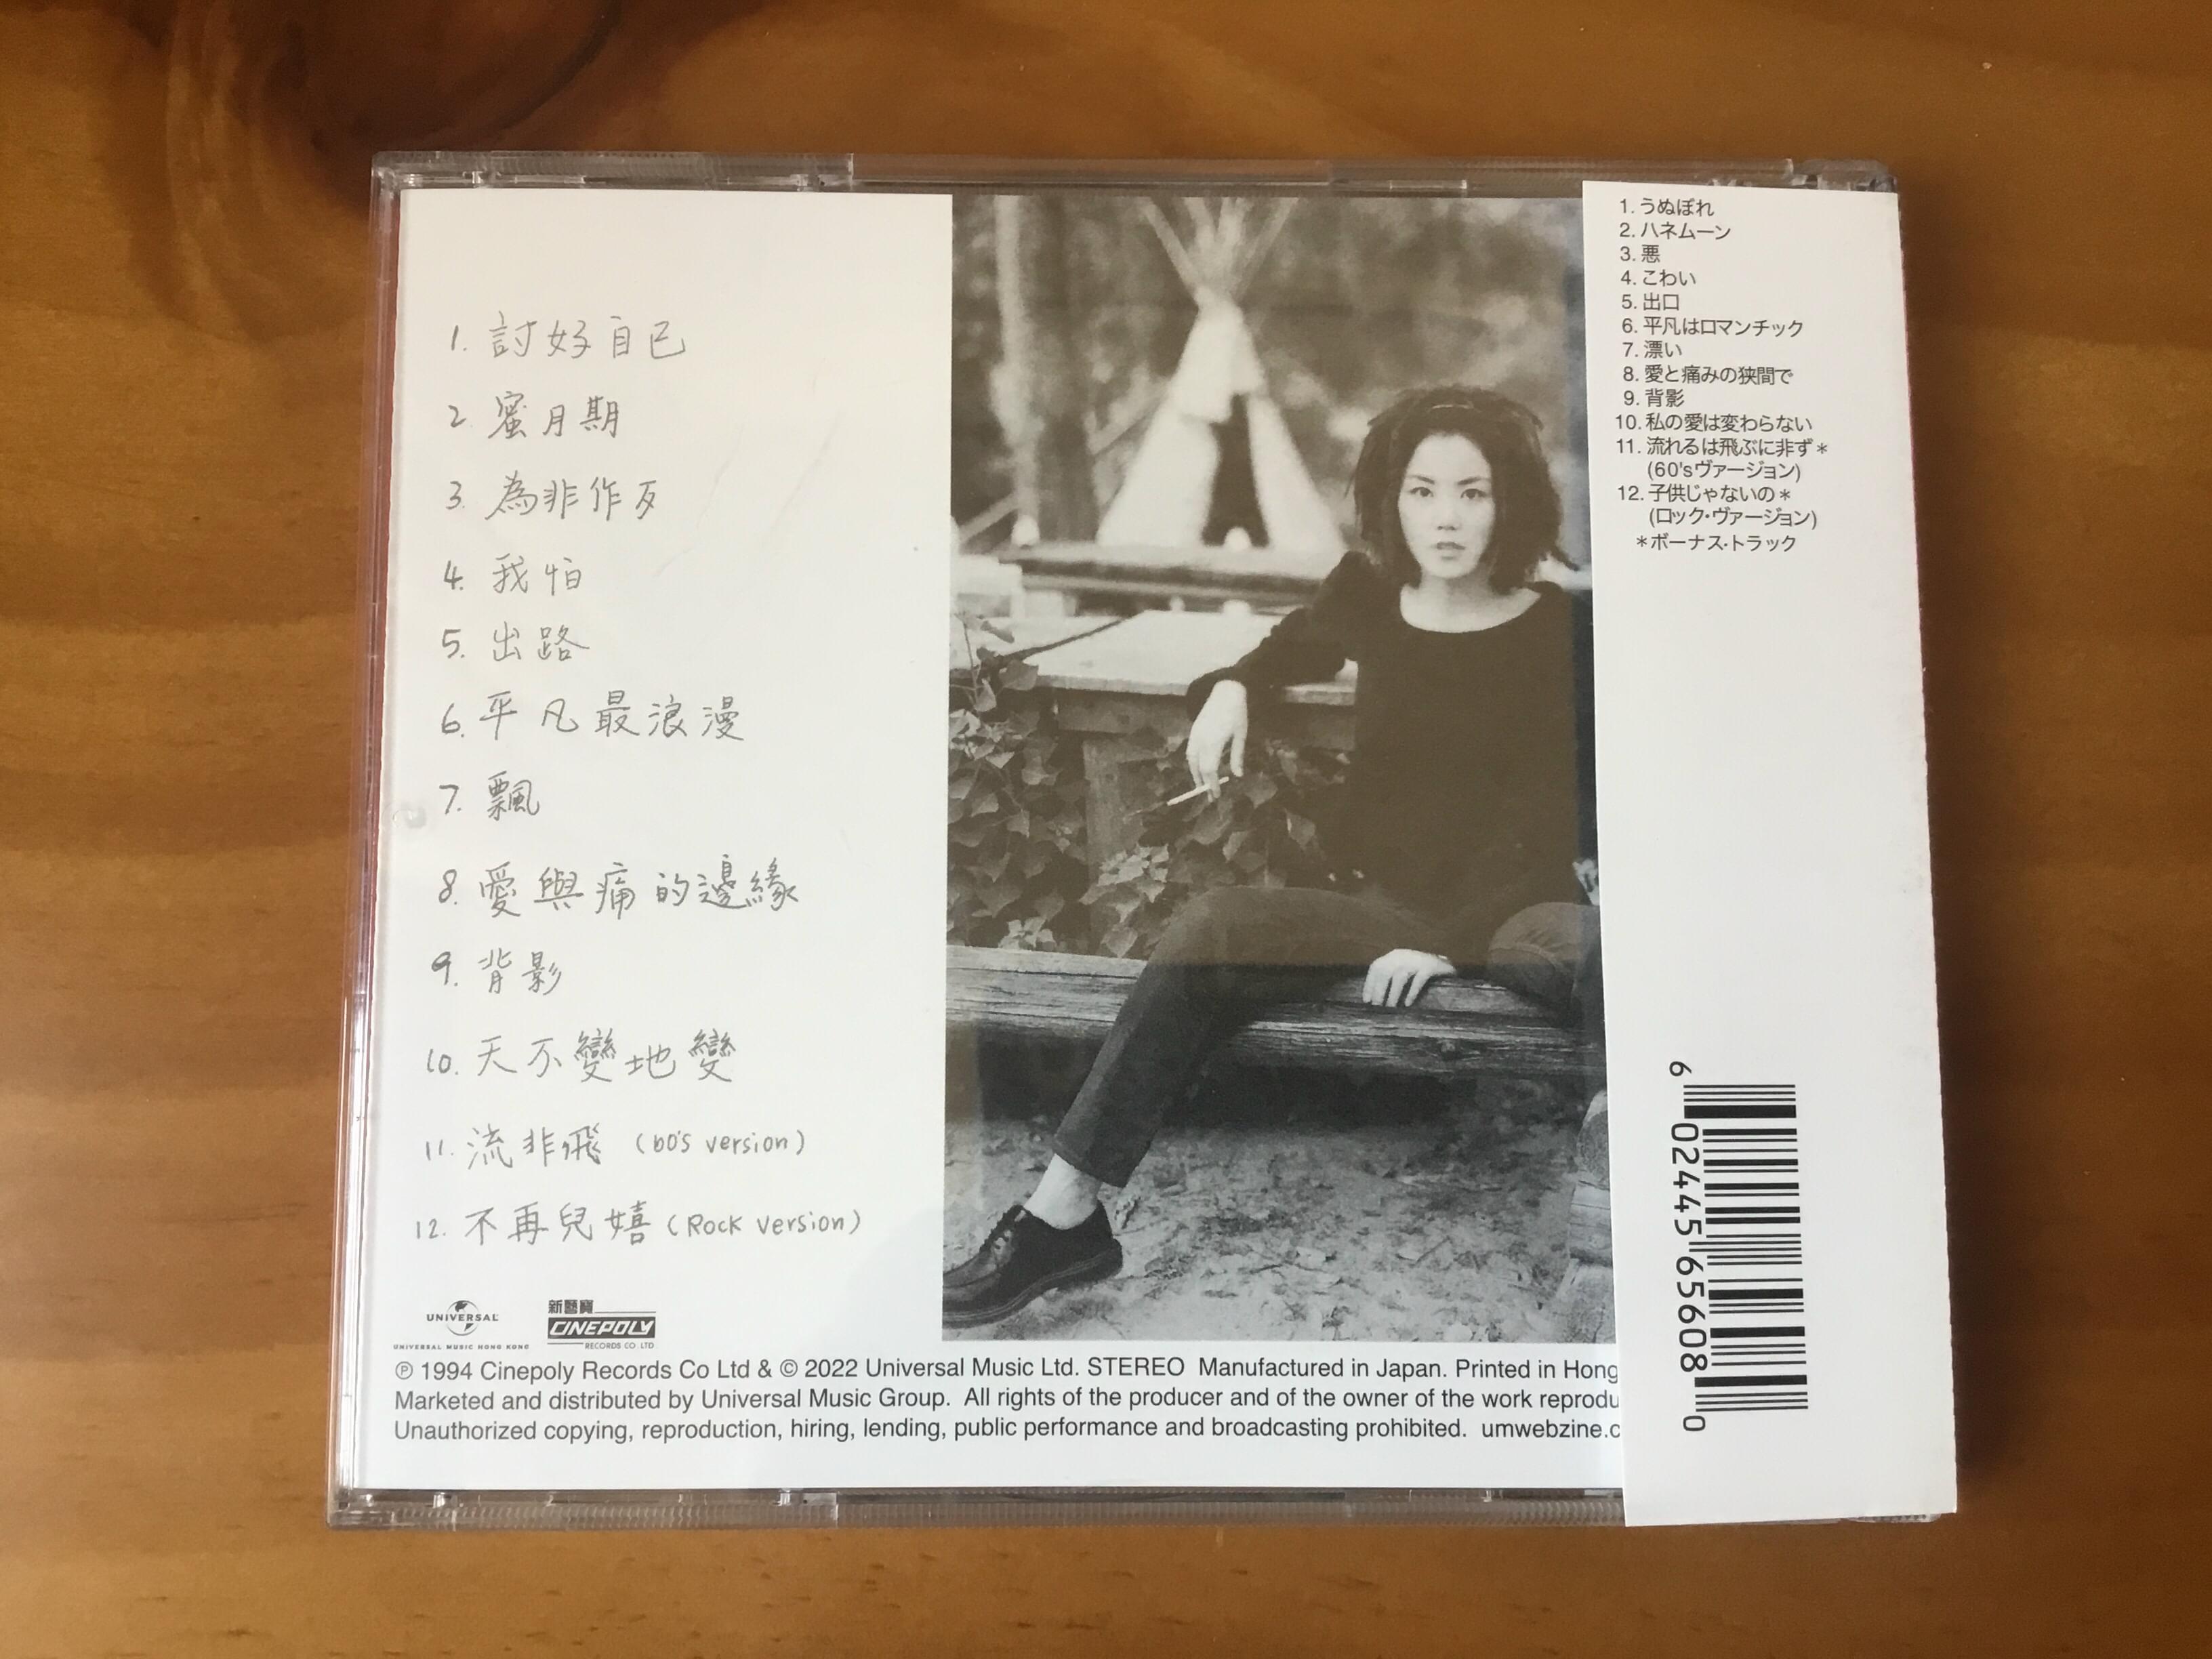 1. 討好自己
2. 蜜月期
3. 為非作歹
4. 我怕
5. 出路
6. 平凡最浪漫
7. 飄
8. 愛與痛的邊緣
9. 背影
10. 天不變地變
11. 流非飛 (60's version)
12. 不再兒嬉 (Rock version)
UNIVERSAL
UNIVERSAL MUSIC HONG KONG
新藝寶
CINEPOLY
RECORDS CO. LTD
℗ 1994 Cinepoly Records Co Ltd & © 2022 Universal Music Ltd. STEREO Manufactured in Japan. Printed in Hong
Marketed and distributed by Universal Music Group. All rights of the producer and of the owner of the work reprodu
Unauthorized copying, reproduction, hiring, lending, public performance and broadcasting prohibited. umwebzine.c
1. うぬぼれ
2. ハネムーン
3. 悪
4. こわい
5. 出口
6. 平凡はロマンチック
7. 漂い
8. 愛と痛みの狭間で
9. 背影
10. 私の愛は変わらない
11. 流れるは飛ぶに非ず*
(60'sヴァージョン)
12. 子供じゃないの*
(ロック・ヴァージョン)
*ボーナス・トラック
6 02445 65608 0